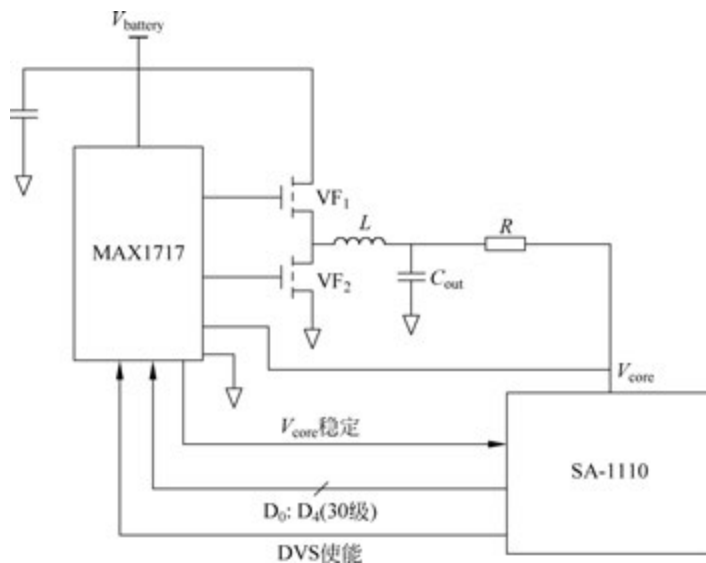 V_battery
VF₁
L
R
MAX1717
VF₂
C_out
V_core
V_core稳定
SA-1110
D₀: D₄(30级)
DVS使能